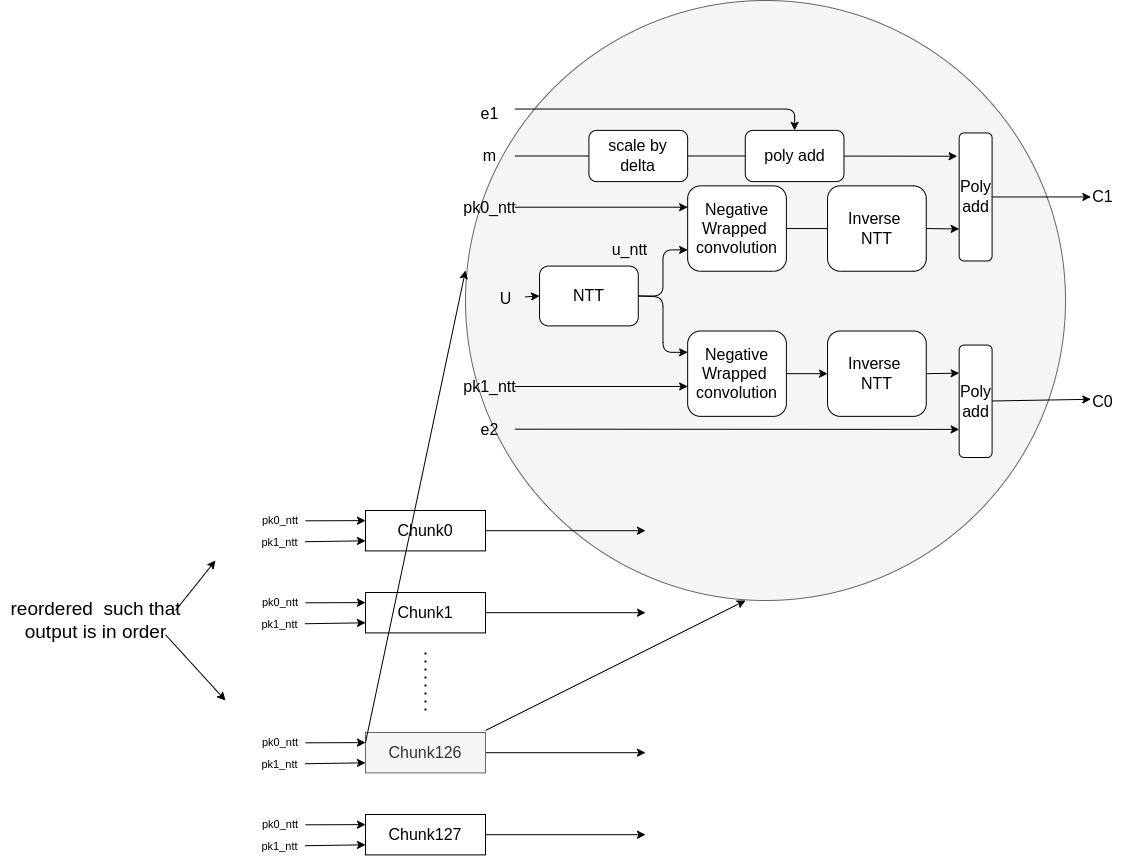 e1
m
scale by
delta
poly add
Poly
add
C1
pk0_ntt
Negative
Wrapped
convolution
Inverse
NTT
u_ntt
U
NTT
Negative
Wrapped
convolution
Inverse
NTT
Poly
add
C0
pk1_ntt
e2
pk0_ntt
pk1_ntt
Chunk0
reordered  such that
output is in order
pk0_ntt
pk1_ntt
Chunk1
pk0_ntt
pk1_ntt
Chunk126
pk0_ntt
pk1_ntt
Chunk127